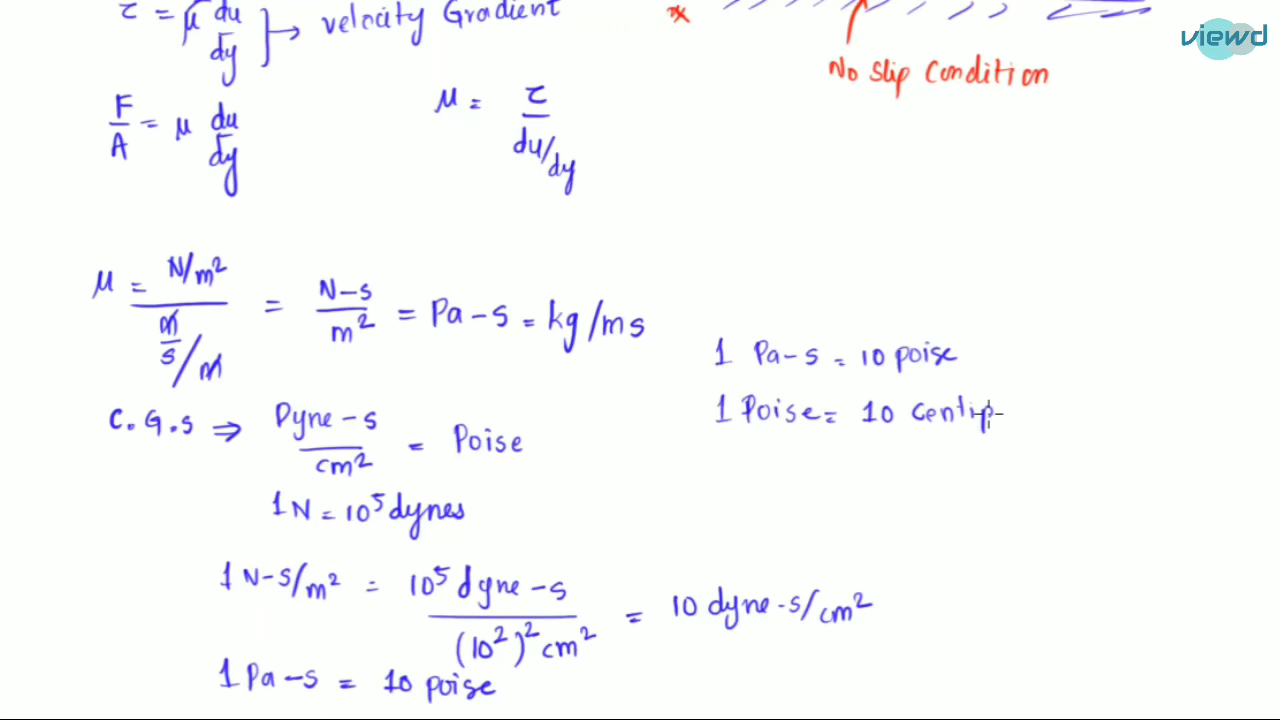 τ = μ du/dy } → velocity Gradient
*
viewd
No slip Condition
F/A = μ du/dy
μ = τ / du/dy
μ = N/m² / m/s/m = N-s/m² = Pa-s = kg/ms
1 Pa-s = 10 poise
1 Poise = 10 centip
C.G.S ⇒ Dyne-s/cm² = Poise
1N = 10⁵ dynes
1 N-S/m² = 10⁵ dyne-s/(10²)² cm² = 10 dyne-s/cm²
1 Pa-s = 10 poise